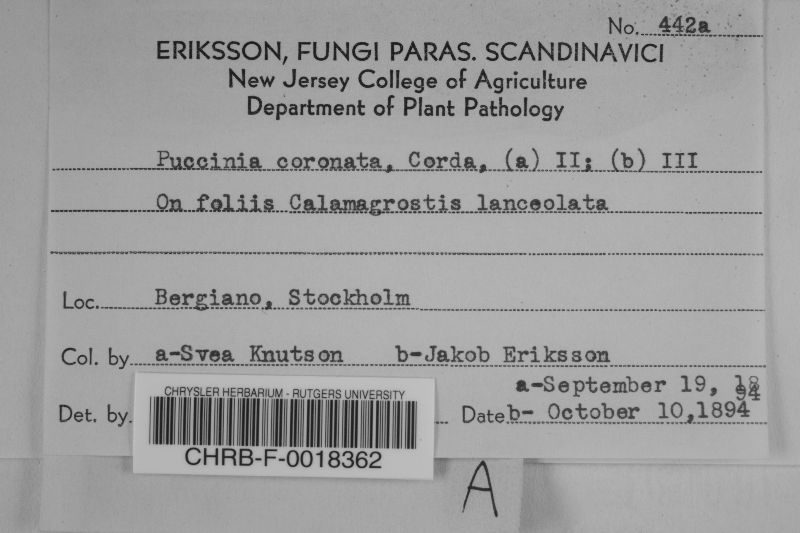 No. 442a
ERIKSSON, FUNGI PARAS. SCANDINAVICI
New Jersey College of Agriculture
Department of Plant Pathology
Puccinia coronata, Corda, (a) II; (b) III
On foliis Calamagrostis lanceolata
Loc. Bergiano, Stockholm
Col. by a-Svea Knutson b-Jakob Eriksson
a-September 19, 1894
Det. by Date b- October 10,1894
CHRYSLER HERBARIUM - RUTGERS UNIVERSITY
CHRB-F-0018362
A